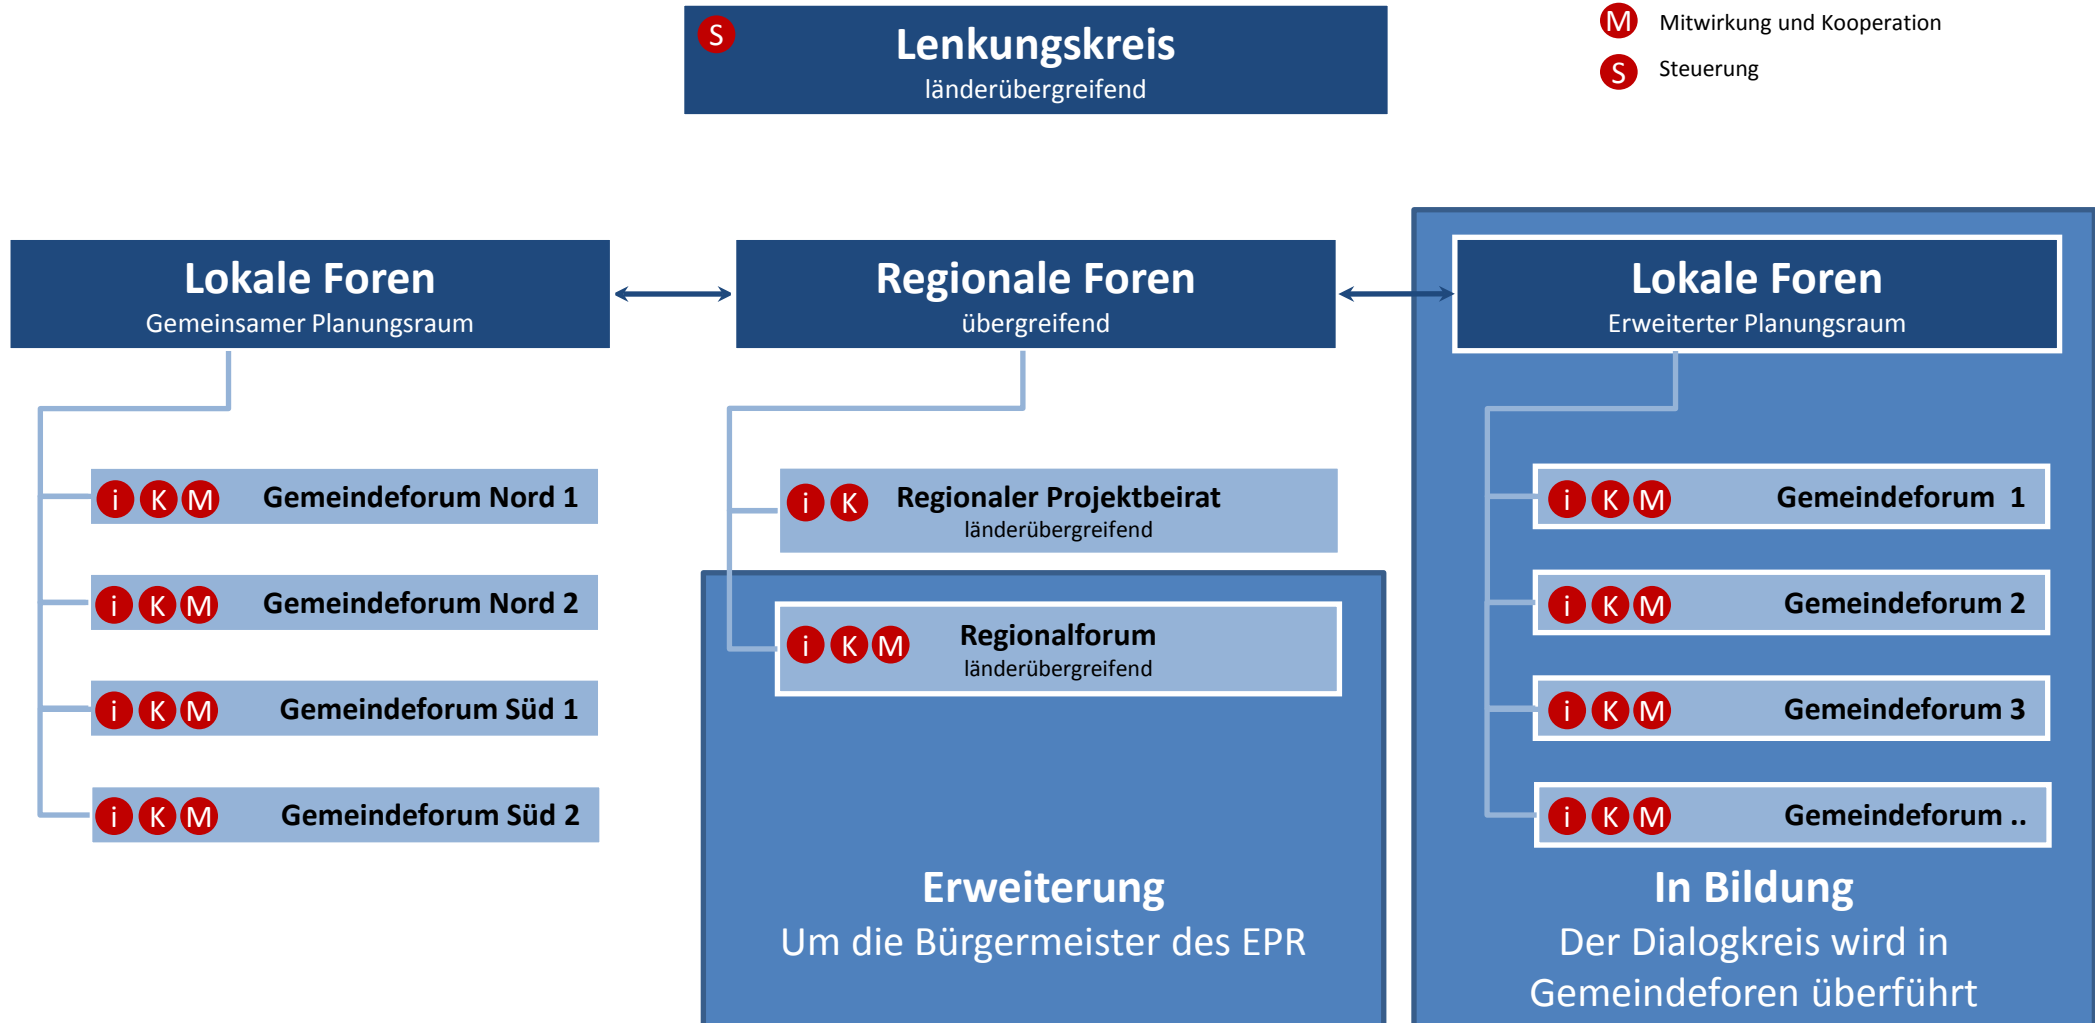 S
Lenkungskreis
länderübergreifend
M Mitwirkung und Kooperation
S Steuerung
Lokale Foren
Gemeinsamer Planungsraum
i K M Gemeindeforum Nord 1
i K M Gemeindeforum Nord 2
i K M Gemeindeforum Süd 1
i K M Gemeindeforum Süd 2
Regionale Foren
übergreifend
i K Regionaler Projektbeirat
länderübergreifend
i K M Regionalforum
länderübergreifend
Erweiterung
Um die Bürgermeister des EPR
Lokale Foren
Erweiterter Planungsraum
i K M Gemeindeforum 1
i K M Gemeindeforum 2
i K M Gemeindeforum 3
i K M Gemeindeforum ..
In Bildung
Der Dialogkreis wird in
Gemeindeforen überführt